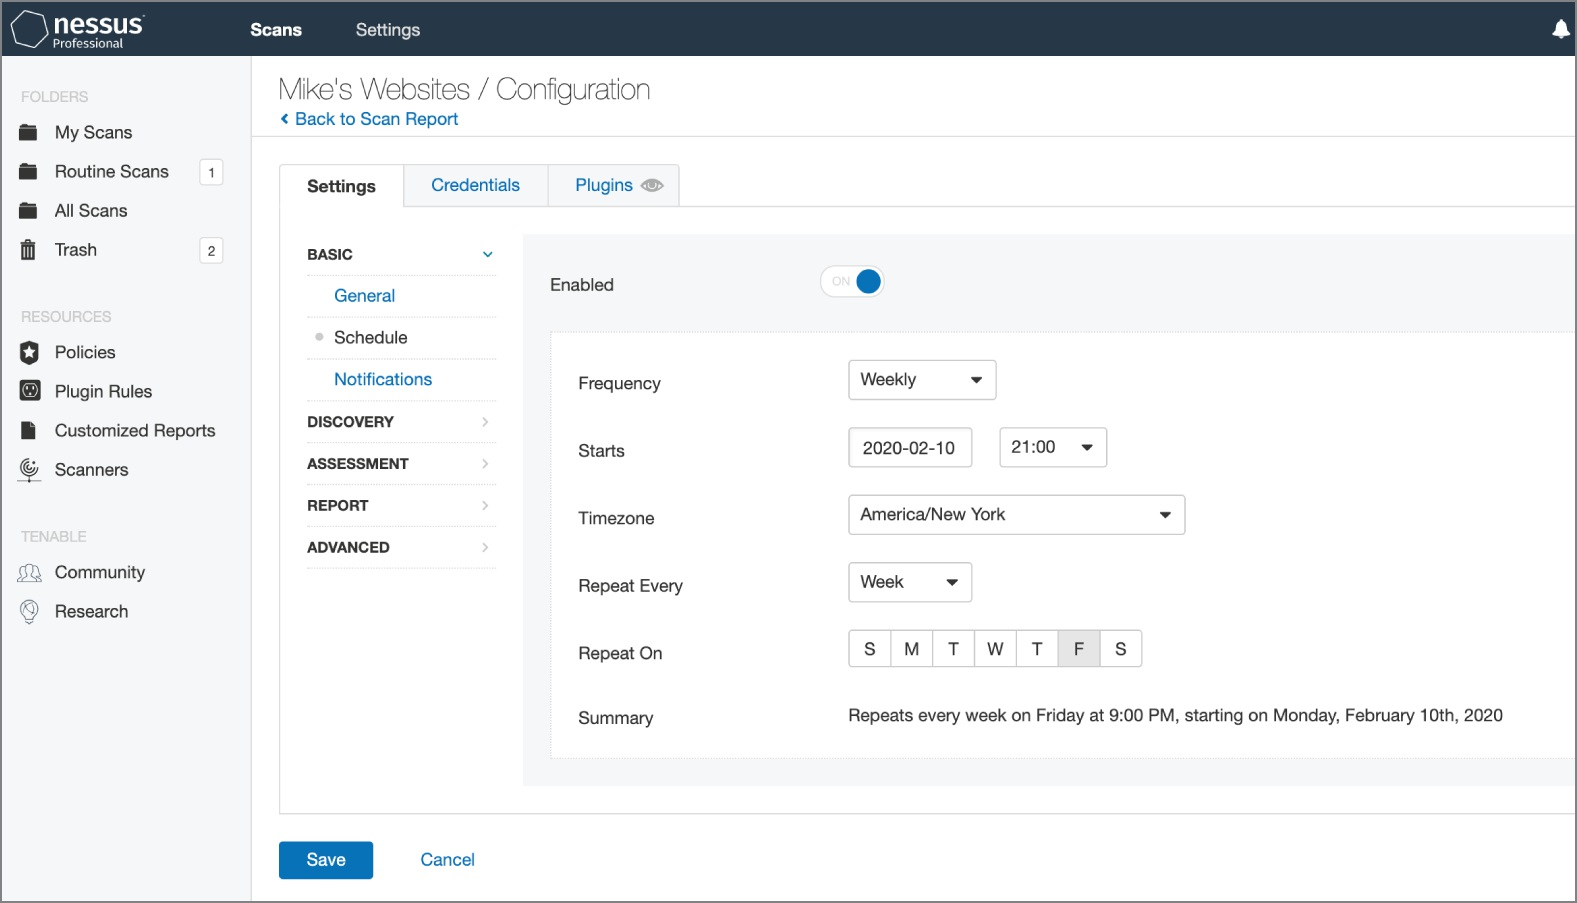 nessus
Professional
Scans
Settings
FOLDERS
My Scans
Routine Scans 1
All Scans
Trash 2
RESOURCES
Policies
Plugin Rules
Customized Reports
Scanners
TENABLE
Community
Research
Mike's Websites / Configuration
Back to Scan Report
Settings
Credentials
Plugins
BASIC
General
Schedule
Notifications
DISCOVERY
ASSESSMENT
REPORT
ADVANCED
Enabled ON
Frequency Weekly
Starts 2020-02-10 21:00
Timezone America/New York
Repeat Every Week
Repeat On S M T W T F S
Summary Repeats every week on Friday at 9:00 PM, starting on Monday, February 10th, 2020
Save
Cancel